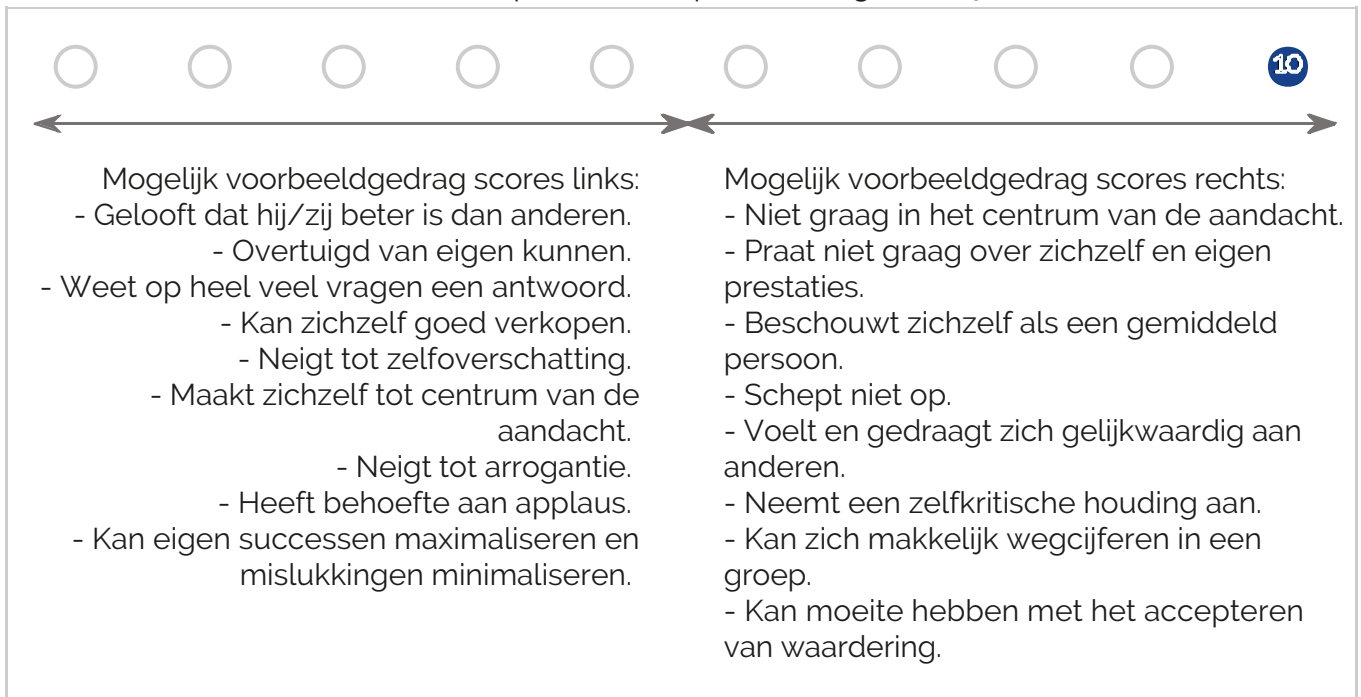 10
Mogelijk voorbeeldgedrag scores links:
- Gelooft dat hij/zij beter is dan anderen.
- Overtuigd van eigen kunnen.
- Weet op heel veel vragen een antwoord.
- Kan zichzelf goed verkopen.
- Neigt tot zelfoverschatting.
- Maakt zichzelf tot centrum van de
aandacht.
- Neigt tot arrogantie.
- Heeft behoefte aan applaus.
- Kan eigen successen maximaliseren en
mislukkingen minimaliseren.
Mogelijk voorbeeldgedrag scores rechts:
- Niet graag in het centrum van de aandacht.
- Praat niet graag over zichzelf en eigen
prestaties.
- Beschouwt zichzelf als een gemiddeld
persoon.
- Schept niet op.
- Voelt en gedraagt zich gelijkwaardig aan
anderen.
- Neemt een zelfkritische houding aan.
- Kan zich makkelijk wegcijferen in een
groep.
- Kan moeite hebben met het accepteren
van waardering.